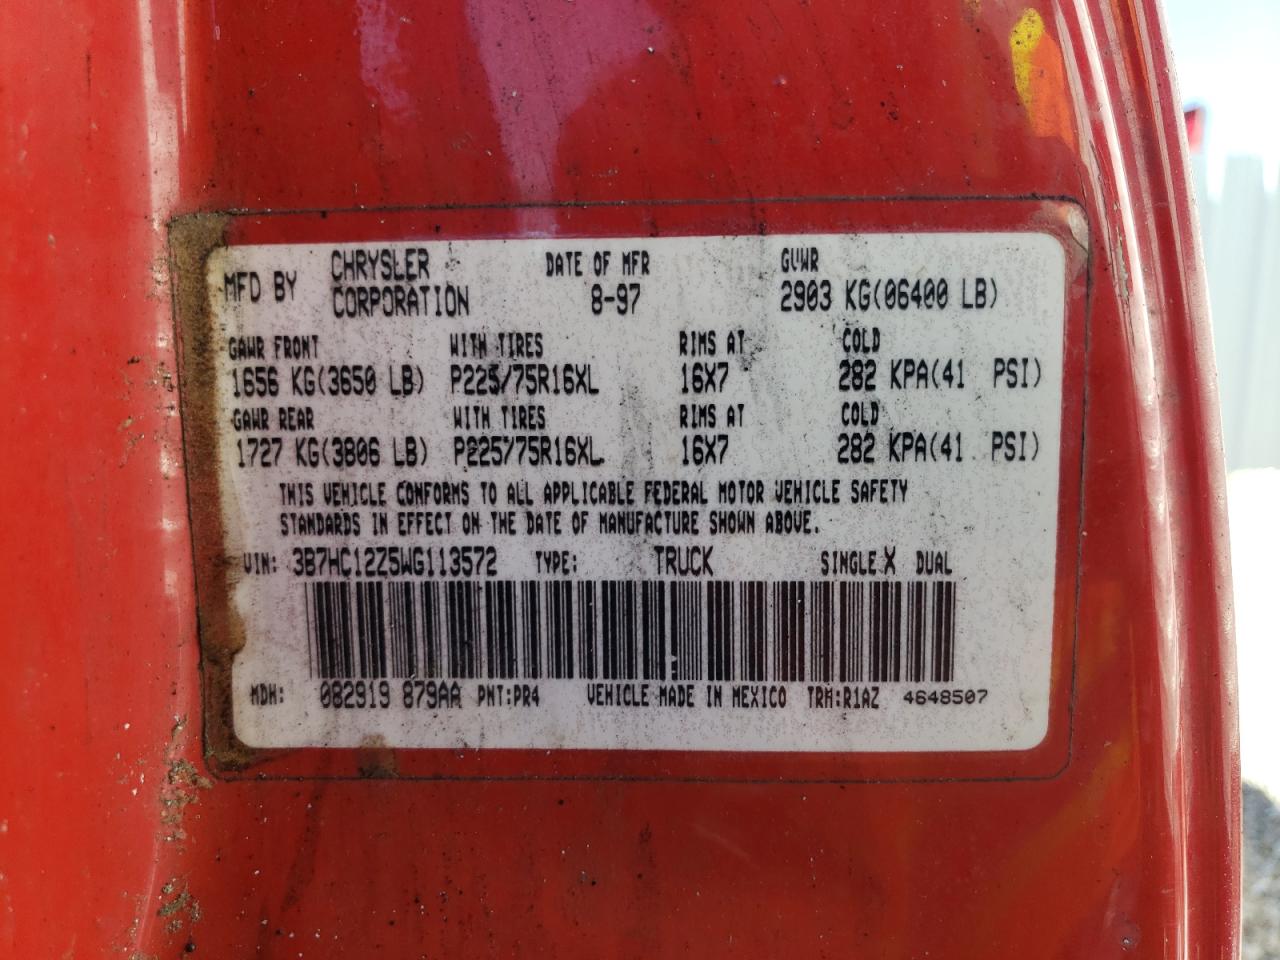 MFD BY CHRYSLER CORPORATION DATE OF MFR 8-97 GVWR 2903 KG(06400 LB)
GAWR FRONT WITH TIRES RIMS AT COLD
1656 KG(3650 LB) P225/75R16XL 16X7 282 KPA(41 PSI)
GAWR REAR WITH TIRES RIMS AT COLD
1727 KG(3806 LB) P225/75R16XL 16X7 282 KPA(41 PSI)
THIS VEHICLE CONFORMS TO ALL APPLICABLE FEDERAL MOTOR VEHICLE SAFETY
STANDARDS IN EFFECT ON THE DATE OF MANUFACTURE SHOWN ABOVE.
VIN: 3B7HC12Z5WG113572 TYPE: TRUCK SINGLE X DUAL
MDH: 082919 879AA PNT:PR4 VEHICLE MADE IN MEXICO TRM:R1AZ 4648507